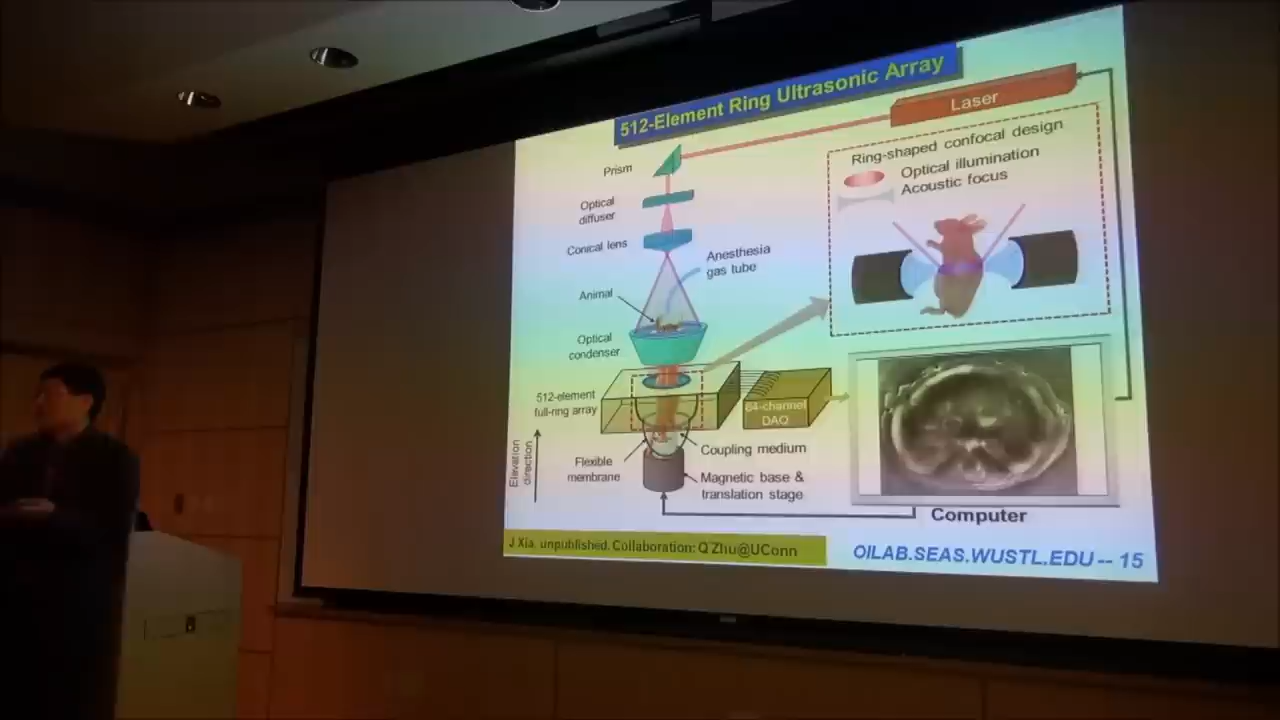 512-Element Ring Ultrasonic Array
Laser
Prism
Optical
diffuser
Conical lens
Anesthesia
gas tube
Animal
Optical
condenser
512-element
full-ring array
64-channel
DAQ
Elevation
direction
Flexible
membrane
Coupling medium
Magnetic base &
translation stage
Ring-shaped confocal design
Optical illumination
Acoustic focus
Computer
J Xia, unpublished. Collaboration: Q Zhu@UConn
OILAB.SEAS.WUSTL.EDU -- 15